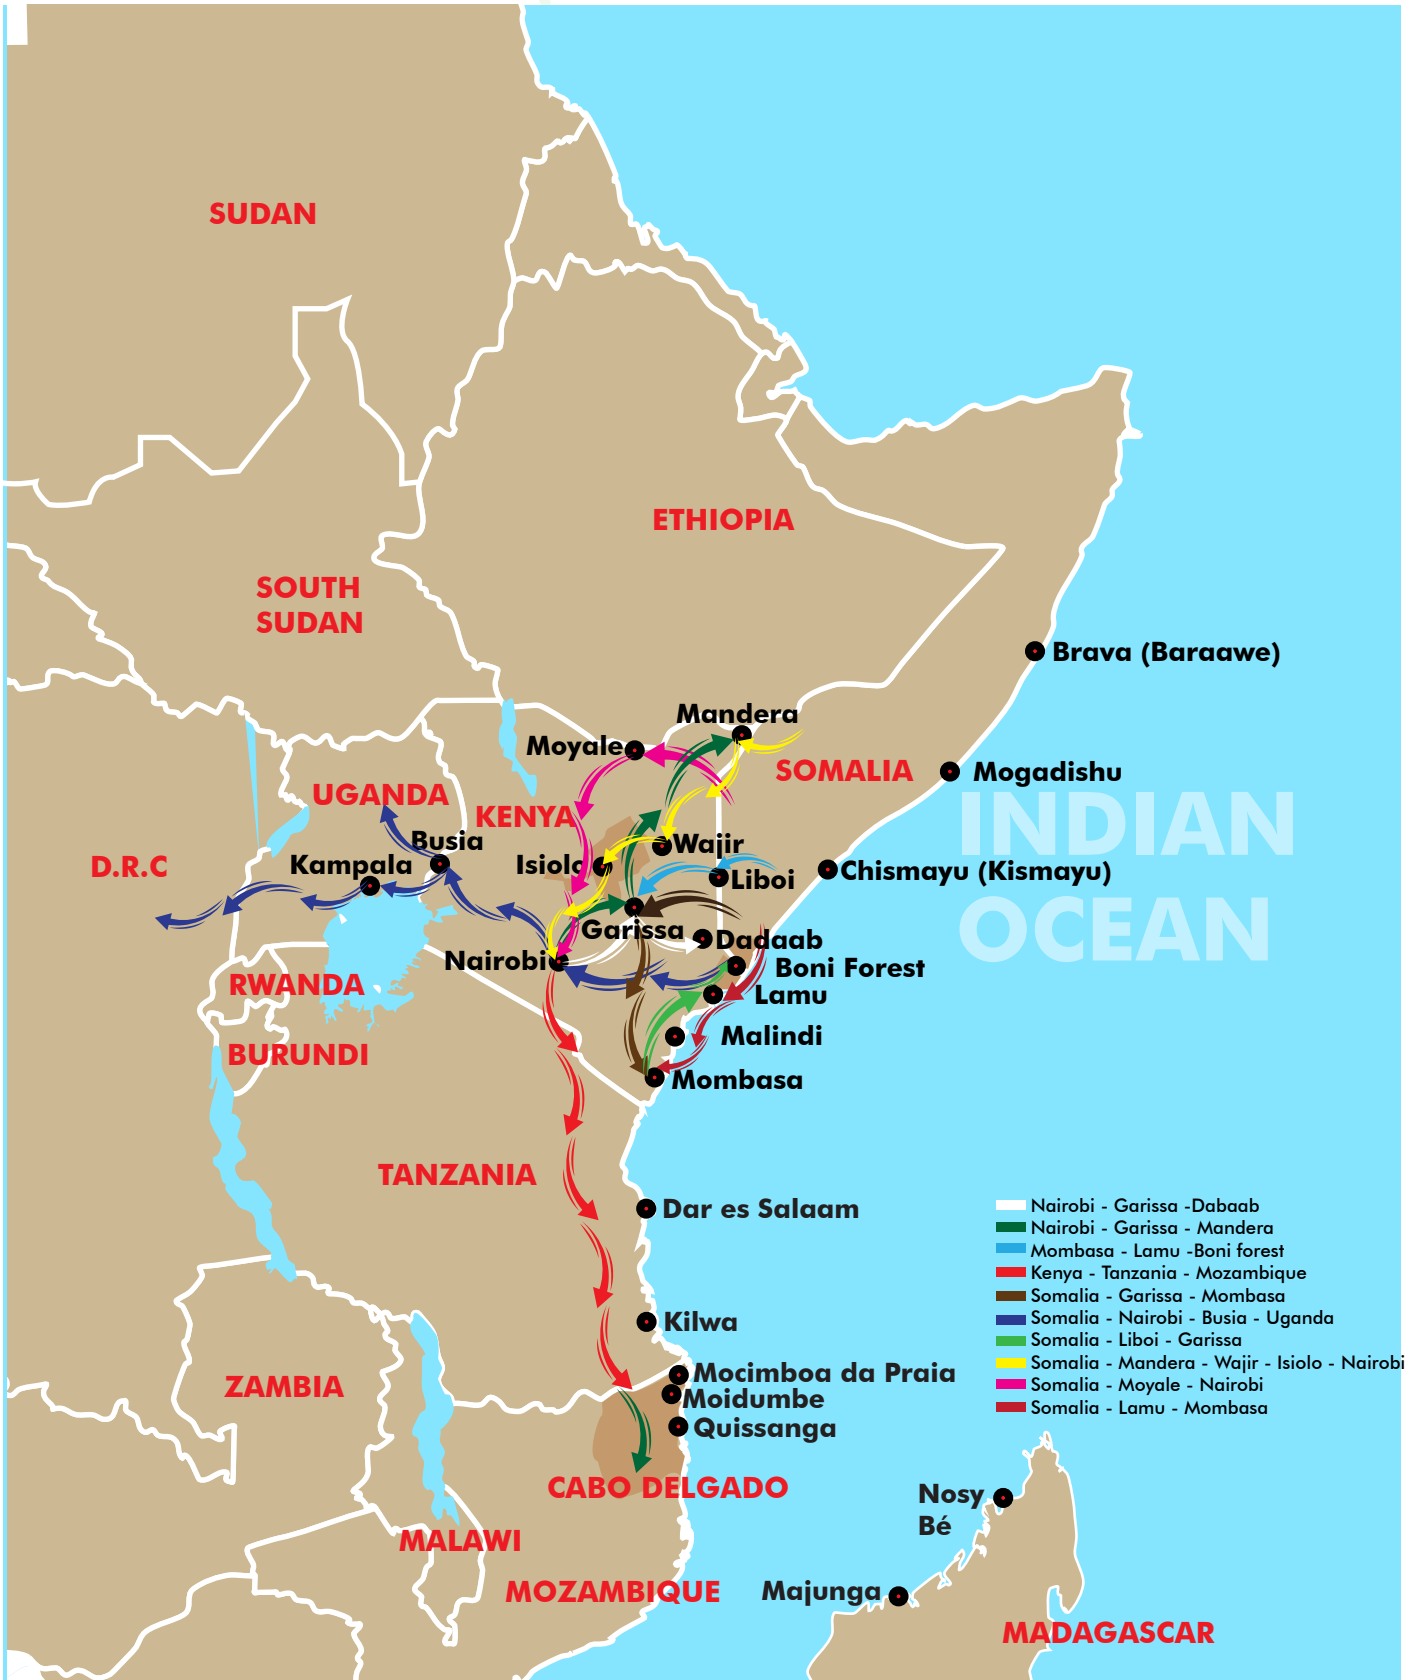 SUDAN
ETHIOPIA
SOUTH
SUDAN
Brava (Baraawe)
Mandera
Moyale
SOMALIA
Mogadishu
UGANDA
KENYA
INDIAN
OCEAN
Busia
Wajir
D.R.C
Kampala
Isiolo
Liboi
Chismayu (Kismayu)
Garissa
Dadaab
Nairobi
Boni Forest
RWANDA
Lamu
Malindi
BURUNDI
Mombasa
TANZANIA
Dar es Salaam
Nairobi - Garissa -Dabaab
Nairobi - Garissa - Mandera
Mombasa - Lamu -Boni forest
Kenya - Tanzania - Mozambique
Somalia - Garissa - Mombasa
Somalia - Nairobi - Busia - Uganda
Somalia - Liboi - Garissa
Somalia - Mandera - Wajir - Isiolo - Nairobi
Somalia - Moyale - Nairobi
Somalia - Lamu - Mombasa
Kilwa
Mocimboa da Praia
ZAMBIA
Moidumbe
Quissanga
CABO DELGADO
Nosy
Bé
MALAWI
MOZAMBIQUE
Majunga
MADAGASCAR